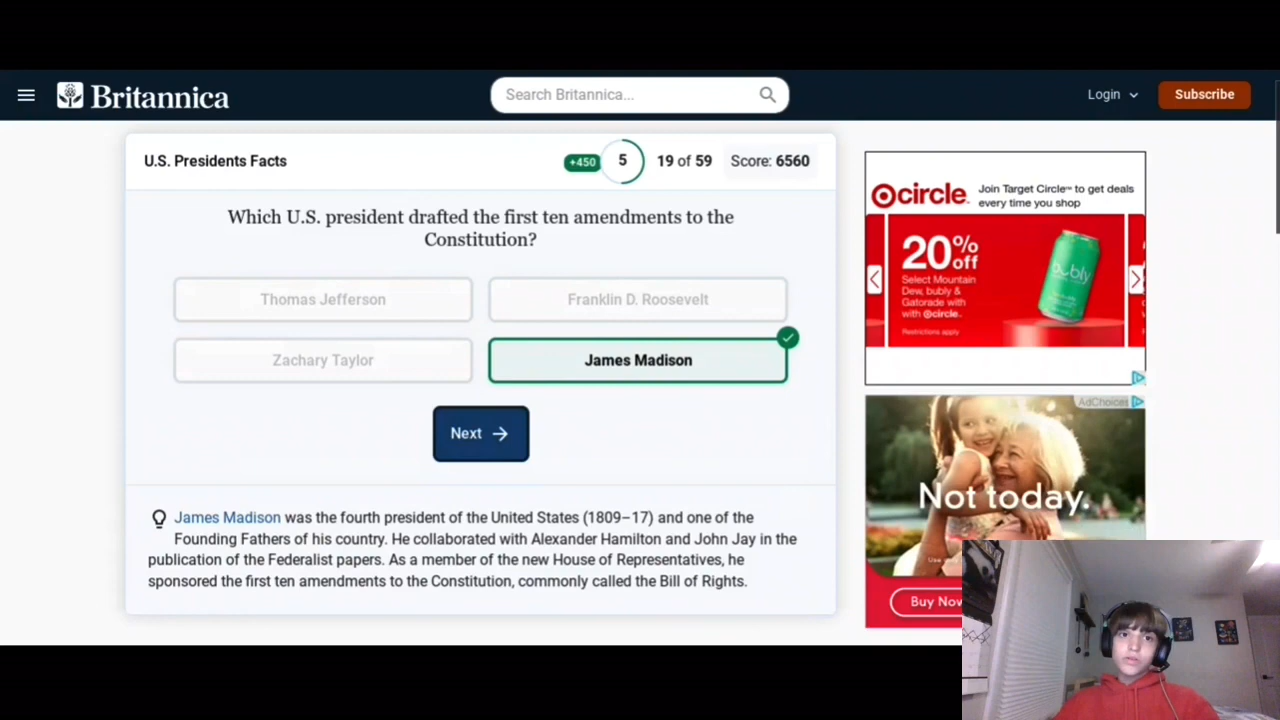 Britannica
Search Britannica...
Login
Subscribe
U.S. Presidents Facts
+450
5
19 of 59
Score: 6560
Which U.S. president drafted the first ten amendments to the
Constitution?
Thomas Jefferson
Franklin D. Roosevelt
Zachary Taylor
James Madison
Next
James Madison was the fourth president of the United States (1809–17) and one of the
Founding Fathers of his country. He collaborated with Alexander Hamilton and John Jay in the
publication of the Federalist papers. As a member of the new House of Representatives, he
sponsored the first ten amendments to the Constitution, commonly called the Bill of Rights.
circle
Join Target Circle™ to get deals
every time you shop
20%
off
Select Mountain
Dew, bubly &
Gatorade with
with @circle.
Restrictions apply
bubly
AdChoices
Not today.
Use only
Buy Now